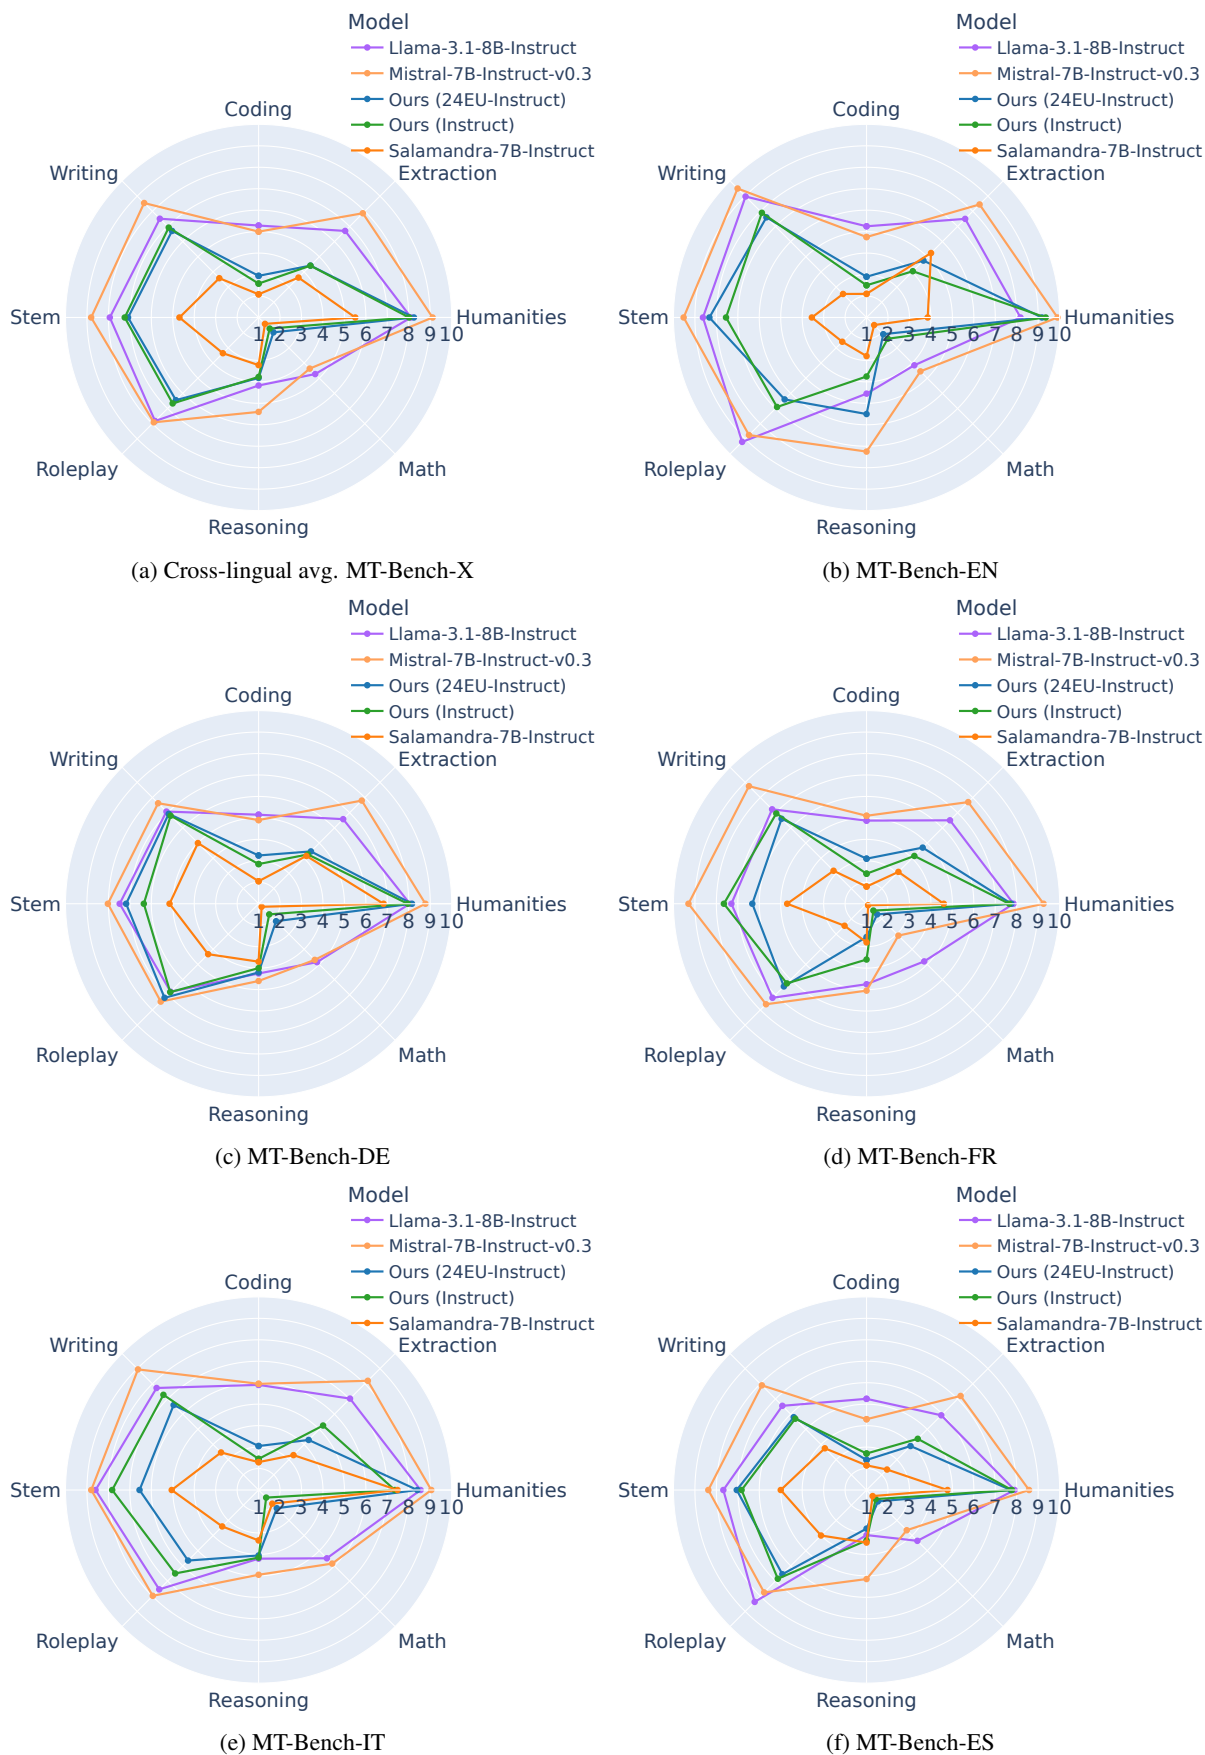 Model
Llama-3.1-8B-Instruct
Mistral-7B-Instruct-v0.3
Ours (24EU-Instruct)
Ours (Instruct)
Salamandra-7B-Instruct
Coding
Writing
Extraction
Stem
1 2 3 4 5 6 7 8 9 10
Humanities
Roleplay
Math
Reasoning
(a) Cross-lingual avg. MT-Bench-X
Model
Llama-3.1-8B-Instruct
Mistral-7B-Instruct-v0.3
Ours (24EU-Instruct)
Ours (Instruct)
Salamandra-7B-Instruct
Coding
Writing
Extraction
Stem
1 2 3 4 5 6 7 8 9 10
Humanities
Roleplay
Math
Reasoning
(b) MT-Bench-EN
Model
Llama-3.1-8B-Instruct
Mistral-7B-Instruct-v0.3
Ours (24EU-Instruct)
Ours (Instruct)
Salamandra-7B-Instruct
Coding
Writing
Extraction
Stem
1 2 3 4 5 6 7 8 9 10
Humanities
Roleplay
Math
Reasoning
(c) MT-Bench-DE
Model
Llama-3.1-8B-Instruct
Mistral-7B-Instruct-v0.3
Ours (24EU-Instruct)
Ours (Instruct)
Salamandra-7B-Instruct
Coding
Writing
Extraction
Stem
1 2 3 4 5 6 7 8 9 10
Humanities
Roleplay
Math
Reasoning
(d) MT-Bench-FR
Model
Llama-3.1-8B-Instruct
Mistral-7B-Instruct-v0.3
Ours (24EU-Instruct)
Ours (Instruct)
Salamandra-7B-Instruct
Coding
Writing
Extraction
Stem
1 2 3 4 5 6 7 8 9 10
Humanities
Roleplay
Math
Reasoning
(e) MT-Bench-IT
Model
Llama-3.1-8B-Instruct
Mistral-7B-Instruct-v0.3
Ours (24EU-Instruct)
Ours (Instruct)
Salamandra-7B-Instruct
Coding
Writing
Extraction
Stem
1 2 3 4 5 6 7 8 9 10
Humanities
Roleplay
Math
Reasoning
(f) MT-Bench-ES